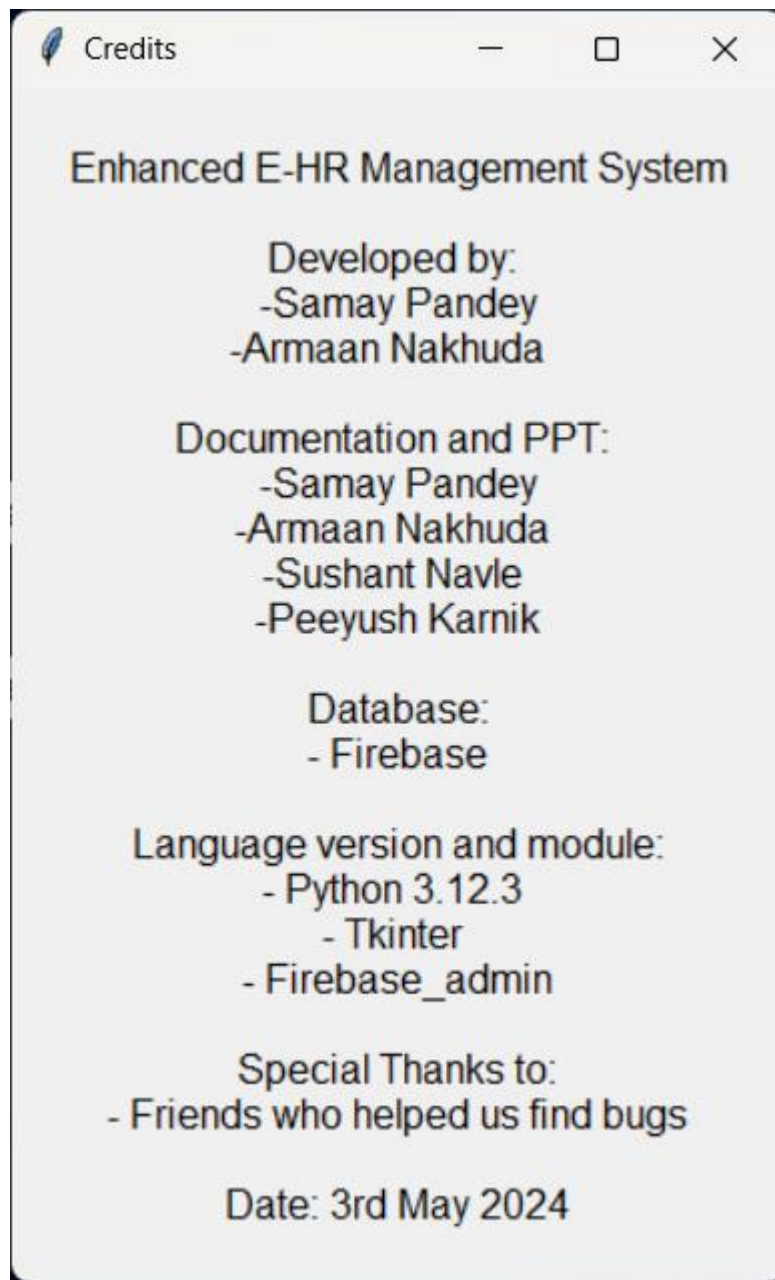 Credits
Enhanced E-HR Management System
Developed by:
-Samay Pandey
-Armaan Nakhuda
Documentation and PPT:
-Samay Pandey
-Armaan Nakhuda
-Sushant Navle
-Peeyush Karnik
Database:
- Firebase
Language version and module:
- Python 3.12.3
- Tkinter
- Firebase_admin
Special Thanks to:
- Friends who helped us find bugs
Date: 3rd May 2024